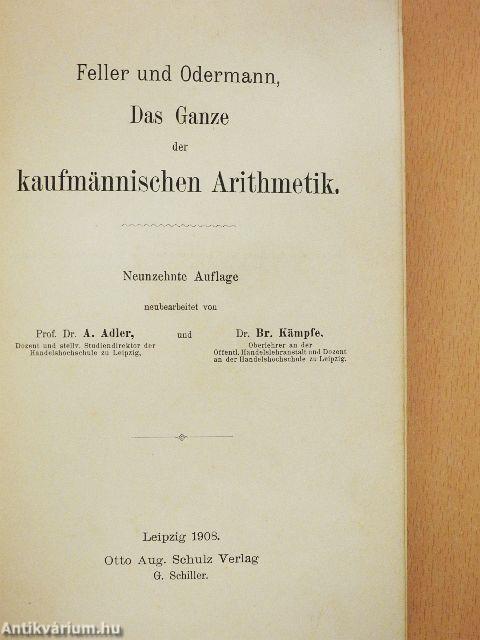 Feller und Odermann,
Das Ganze
der
kaufmännischen Arithmetik.
Neunzehnte Auflage
neubearbeitet von
Prof. Dr. A. Adler,
Dozent und stellv. Studiendirektor der
Handelshochschule zu Leipzig,
und
Dr. Br. Kämpfe,
Oberlehrer an der
Öffentl. Handelslehranstalt und Dozent
an der Handelshochschule zu Leipzig.
Leipzig 1908.
Otto Aug. Schulz Verlag
G. Schiller.
Antikvárium.hu